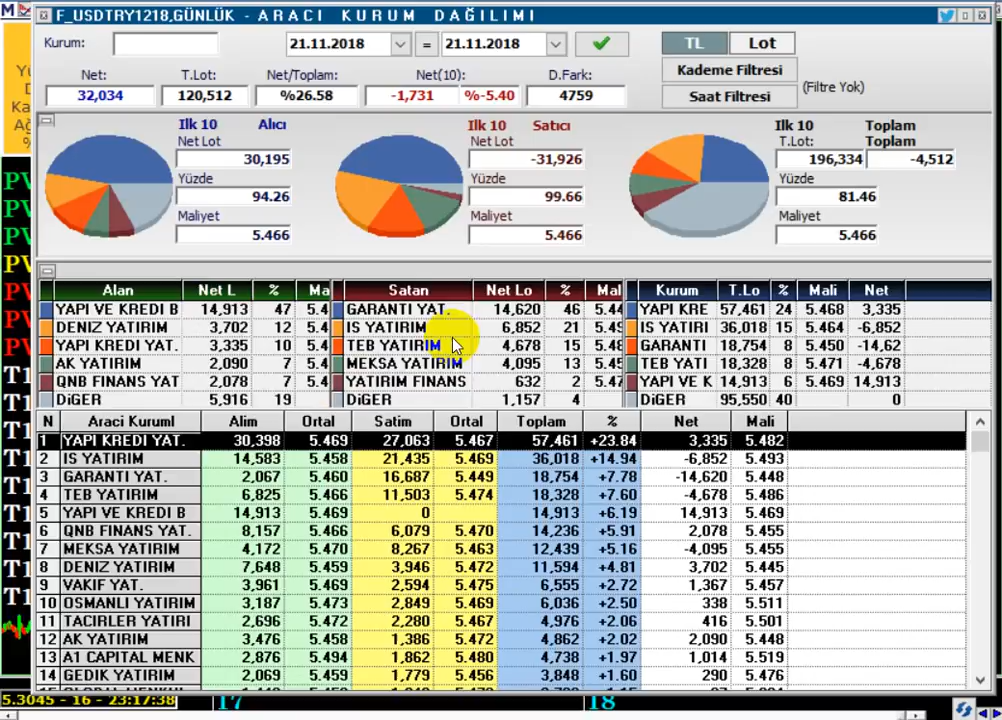 F_USDTRY1218,GÜNLÜK - ARACI KURUM DAĞILIMI
Kurum: 21.11.2018 = 21.11.2018 TL Lot
Kademe Filtresi
Net: T.Lot: Net/Toplam: Net(10): D.Fark: (Filtre Yok)
32,034 120,512 %26.58 -1,731 %-5.40 4759 Saat Filtresi
Ilk 10 Alıcı Ilk 10 Satıcı Ilk 10 Toplam
Net Lot Net Lot T.Lot: Toplam
30,195 -31,926 196,334 -4,512
Yüzde Yüzde Yüzde
94.26 99.66 81.46
Maliyet Maliyet Maliyet
5.466 5.466 5.466
Alan Net L % Ma Satan Net Lo % Mal Kurum T.Lo % Mali Net
YAPI VE KREDI B 14,913 47 5.4 GARANTI YAT. 14,620 46 5.44 YAPI KRE 57,461 24 5.468 3,335
DENIZ YATIRIM 3,702 12 5.4 IS YATIRIM 6,852 21 5.45 IS YATIRI 36,018 15 5.464 -6,852
YAPI KREDI YAT. 3,335 10 5.4 TEB YATIRIM 4,678 15 5.48 GARANTI 18,754 8 5.450 -14,62
AK YATIRIM 2,090 7 5.4 MEKSA YATIRIM 4,095 13 5.45 TEB YATI 18,328 8 5.471 -4,678
QNB FINANS YAT 2,078 7 5.4 YATIRIM FINANS 632 2 5.47 YAPI VE K 14,913 6 5.469 14,913
DiGER 5,916 19 DiGER 1,157 4 DiGER 95,550 40 0
N Araci Kuruml Alim Ortal Satim Ortal Toplam % Net Mali
1 YAPI KREDI YAT. 30,398 5.469 27,063 5.467 57,461 +23.84 3,335 5.482
2 IS YATIRIM 14,583 5.458 21,435 5.469 36,018 +14.94 -6,852 5.493
3 GARANTI YAT. 2,067 5.460 16,687 5.449 18,754 +7.78 -14,620 5.448
4 TEB YATIRIM 6,825 5.466 11,503 5.474 18,328 +7.60 -4,678 5.486
5 YAPI VE KREDI B 14,913 5.469 0 14,913 +6.19 14,913 5.469
6 QNB FINANS YAT. 8,157 5.466 6,079 5.470 14,236 +5.91 2,078 5.455
7 MEKSA YATIRIM 4,172 5.470 8,267 5.463 12,439 +5.16 -4,095 5.455
8 DENIZ YATIRIM 7,648 5.459 3,946 5.472 11,594 +4.81 3,702 5.445
9 VAKIF YAT. 3,961 5.469 2,594 5.475 6,555 +2.72 1,367 5.457
10 OSMANLI YATIRIM 3,187 5.473 2,849 5.469 6,036 +2.50 338 5.511
11 TACIRLER YATIRI 2,696 5.472 2,280 5.467 4,976 +2.06 416 5.501
12 AK YATIRIM 3,476 5.458 1,386 5.472 4,862 +2.02 2,090 5.448
13 A1 CAPITAL MENK 2,876 5.494 1,862 5.480 4,738 +1.97 1,014 5.519
14 GEDIK YATIRIM 2,069 5.459 1,779 5.456 3,848 +1.60 290 5.476
5.3045 - 16 - 23:17:38 17 18